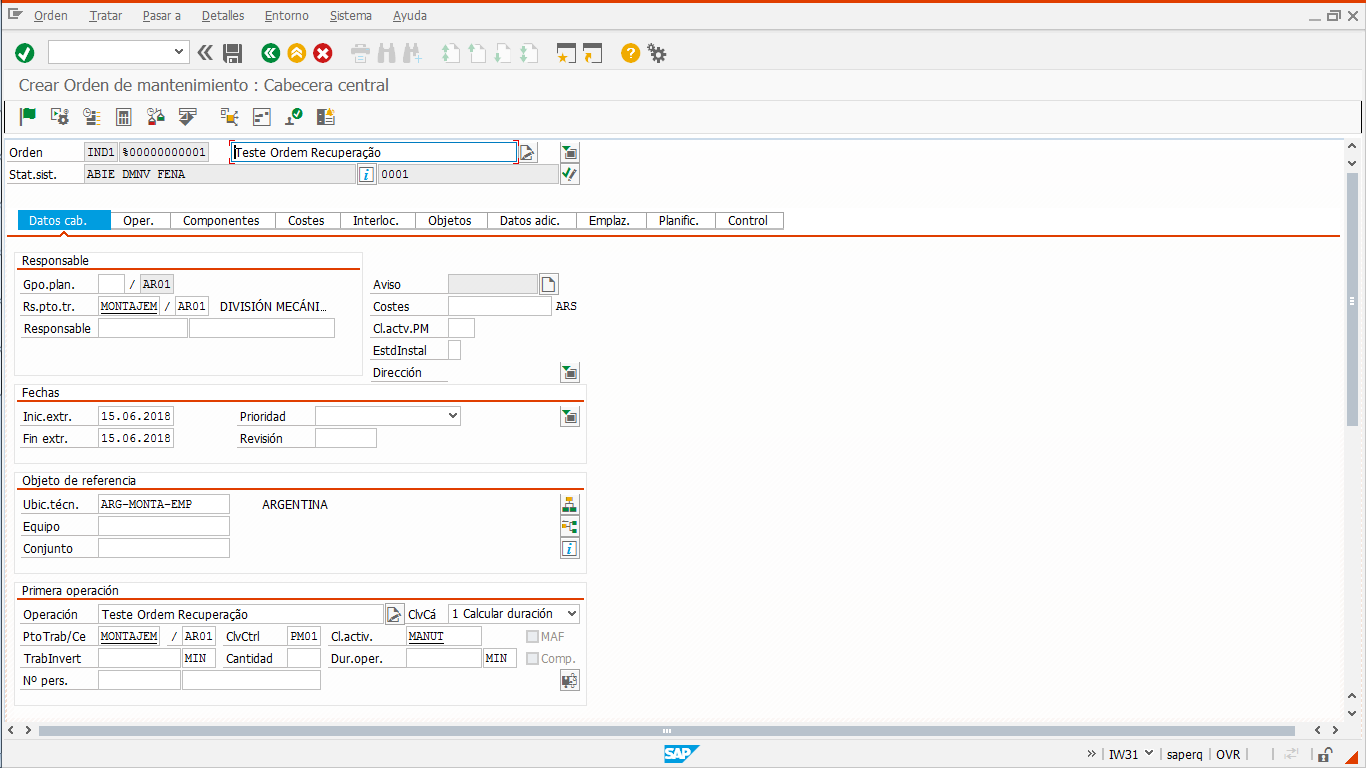 Orden Tratar Pasar a Detalles Entorno Sistema Ayuda
Crear Orden de mantenimiento : Cabecera central
Orden IND1 %00000000001 Teste Ordem Recuperação
Stat.sist. ABIE DMNV FENA 0001
Datos cab. Oper. Componentes Costes Interloc. Objetos Datos adic. Emplaz. Planific. Control
Responsable
Gpo.plan. / AR01 Aviso
Rs.pto.tr. MONTAJEM / AR01 DIVISIÓN MECÁNI... Costes ARS
Responsable Cl.actv.PM
EstdInstal
Dirección
Fechas
Inic.extr. 15.06.2018 Prioridad
Fin extr. 15.06.2018 Revisión
Objeto de referencia
Ubic.técn. ARG-MONTA-EMP ARGENTINA
Equipo
Conjunto
Primera operación
Operación Teste Ordem Recuperação ClvCá 1 Calcular duración
PtoTrab/Ce MONTAJEM / AR01 ClvCtrl PM01 Cl.activ. MANUT MAF
TrabInvert MIN Cantidad Dur.oper. MIN Comp.
Nº pers.
SAP » IW31 saperq OVR